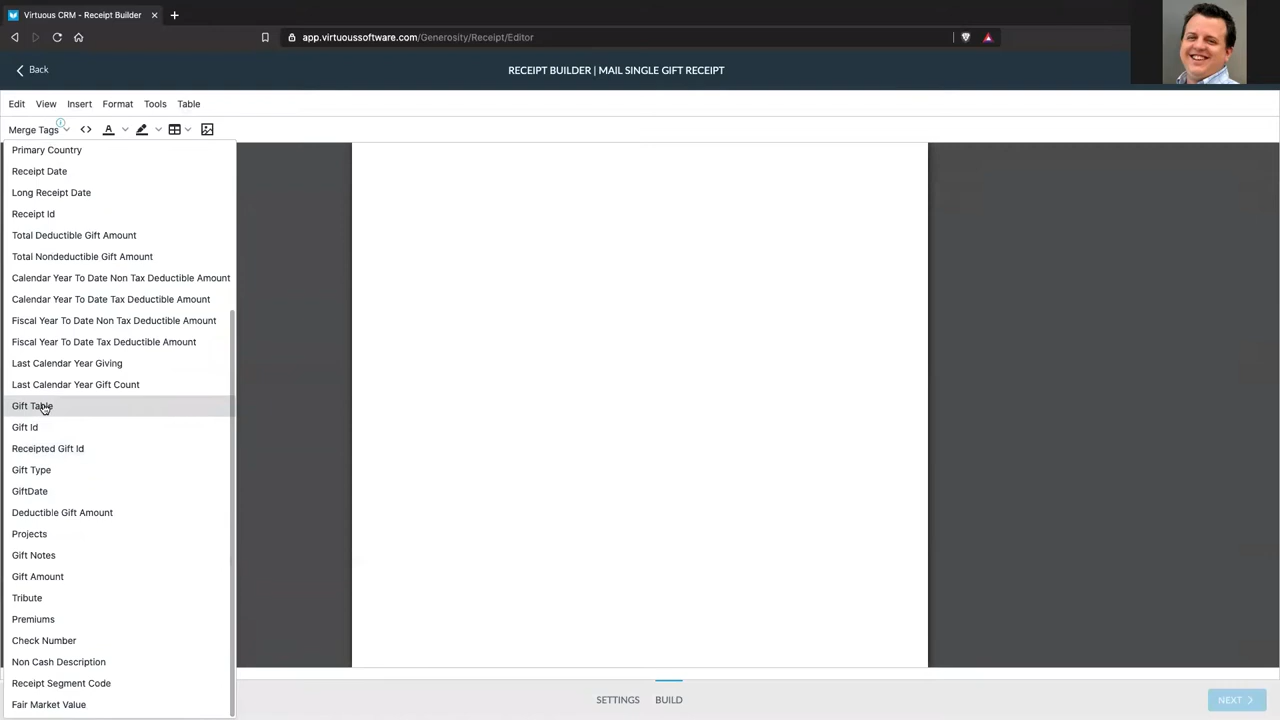 Virtuous CRM - Receipt Builder
app.virtuoussoftware.com/Generosity/Receipt/Editor
Back
RECEIPT BUILDER | MAIL SINGLE GIFT RECEIPT
Edit View Insert Format Tools Table
Merge Tags
Primary Country
Receipt Date
Long Receipt Date
Receipt Id
Total Deductible Gift Amount
Total Nondeductible Gift Amount
Calendar Year To Date Non Tax Deductible Amount
Calendar Year To Date Tax Deductible Amount
Fiscal Year To Date Non Tax Deductible Amount
Fiscal Year To Date Tax Deductible Amount
Last Calendar Year Giving
Last Calendar Year Gift Count
Gift Table
Gift Id
Receipted Gift Id
Gift Type
GiftDate
Deductible Gift Amount
Projects
Gift Notes
Gift Amount
Tribute
Premiums
Check Number
Non Cash Description
Receipt Segment Code
Fair Market Value
SETTINGS BUILD NEXT